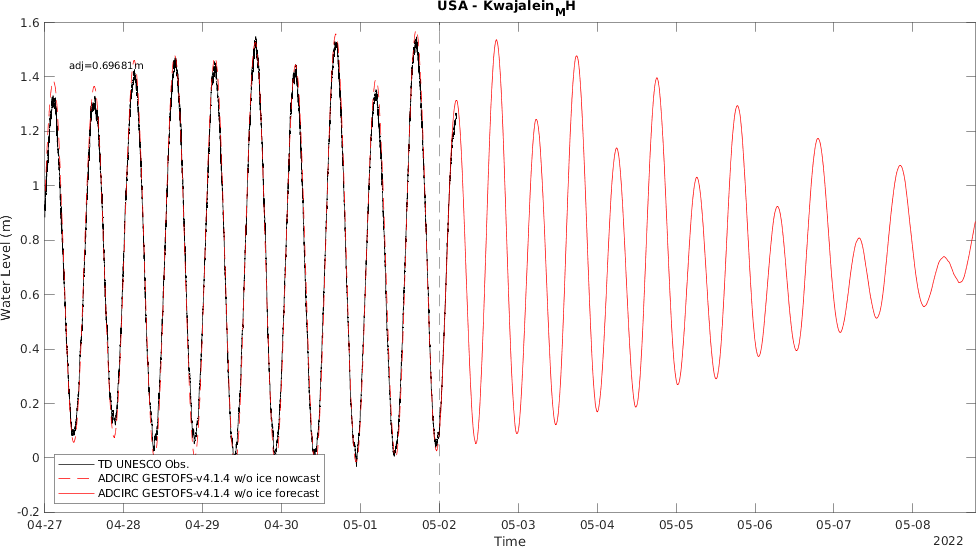 USA - Kwajalein_MH
1.6
1.4
1.2
1
0.8
0.6
0.4
0.2
0
-0.2
Water Level (m)
adj=0.69681m
TD UNESCO Obs.
ADCIRC GESTOFS-v4.1.4 w/o ice nowcast
ADCIRC GESTOFS-v4.1.4 w/o ice forecast
04-27 04-28 04-29 04-30 05-01 05-02 05-03 05-04 05-05 05-06 05-07 05-08
Time
2022